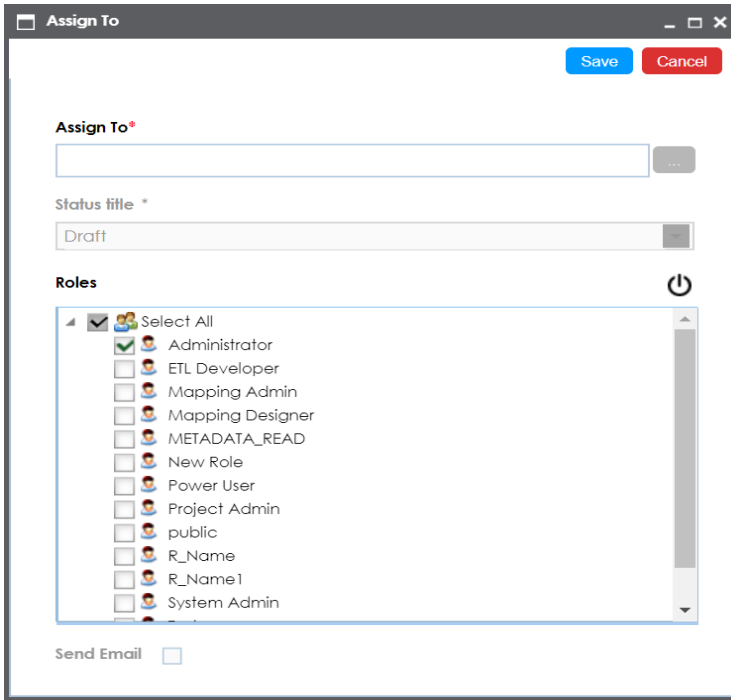 Assign To
Save
Cancel
Assign To*
...
Status title *
Draft
Roles
Select All
Administrator
ETL Developer
Mapping Admin
Mapping Designer
METADATA_READ
New Role
Power User
Project Admin
public
R_Name
R_Name1
System Admin
Send Email